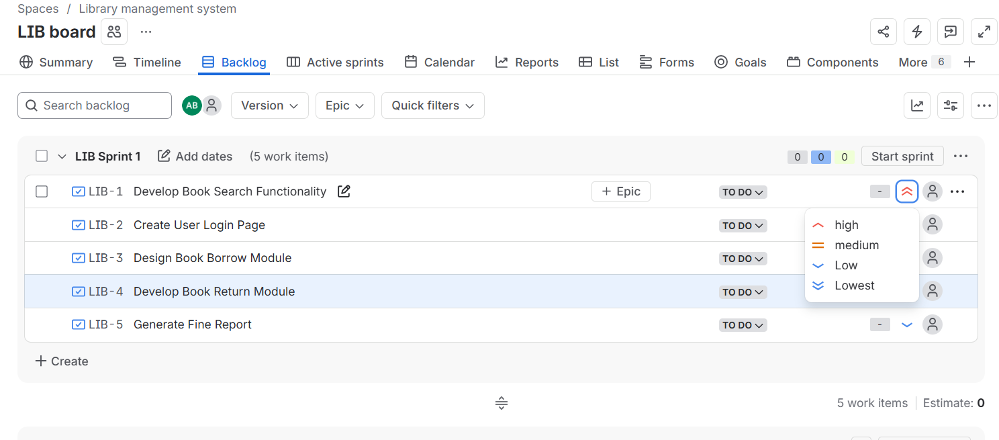 Spaces / Library management system
LIB board
Summary Timeline Backlog Active sprints Calendar Reports List Forms Goals Components More 6
Search backlog AB Version Epic Quick filters
LIB Sprint 1 Add dates (5 work items) 0 0 0 Start sprint
LIB-1 Develop Book Search Functionality + Epic TO DO -
LIB-2 Create User Login Page TO DO
high
medium
LIB-3 Design Book Borrow Module TO DO
Low
Lowest
LIB-4 Develop Book Return Module TO DO
LIB-5 Generate Fine Report TO DO -
+ Create
5 work items Estimate: 0